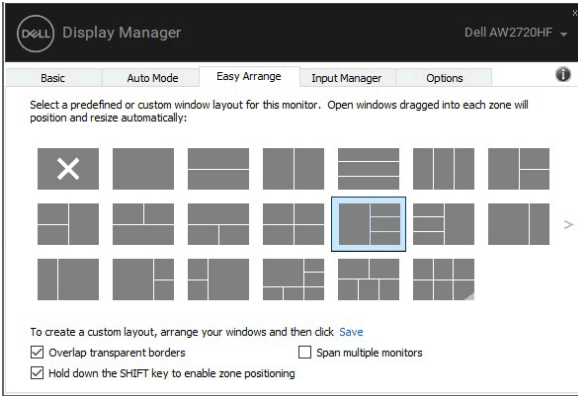 DELL Display Manager Dell AW2720HF
Basic Auto Mode Easy Arrange Input Manager Options
Select a predefined or custom window layout for this monitor. Open windows dragged into each zone will
position and resize automatically:
To create a custom layout, arrange your windows and then click Save
Overlap transparent borders Span multiple monitors
Hold down the SHIFT key to enable zone positioning